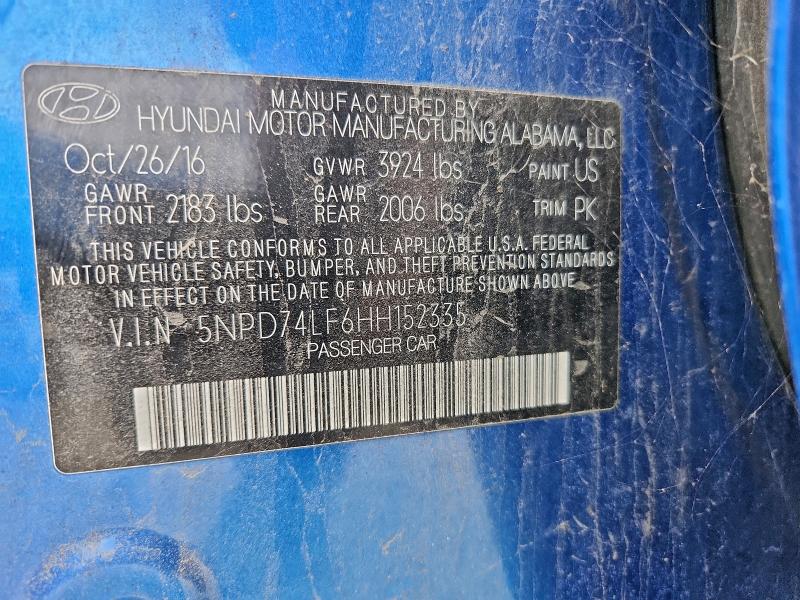 MANUFACTURED BY
HYUNDAI MOTOR MANUFACTURING ALABAMA, LLC
Oct/26/16 GVWR 3924 lbs PAINT US
GAWR FRONT 2183 lbs GAWR REAR 2006 lbs TRIM PK
THIS VEHICLE CONFORMS TO ALL APPLICABLE U.S.A. FEDERAL
MOTOR VEHICLE SAFETY, BUMPER, AND THEFT PREVENTION STANDARDS
IN EFFECT ON THE DATE OF MANUFACTURE SHOWN ABOVE.
V.I.N 5NPD74LF6HH152335
PASSENGER CAR